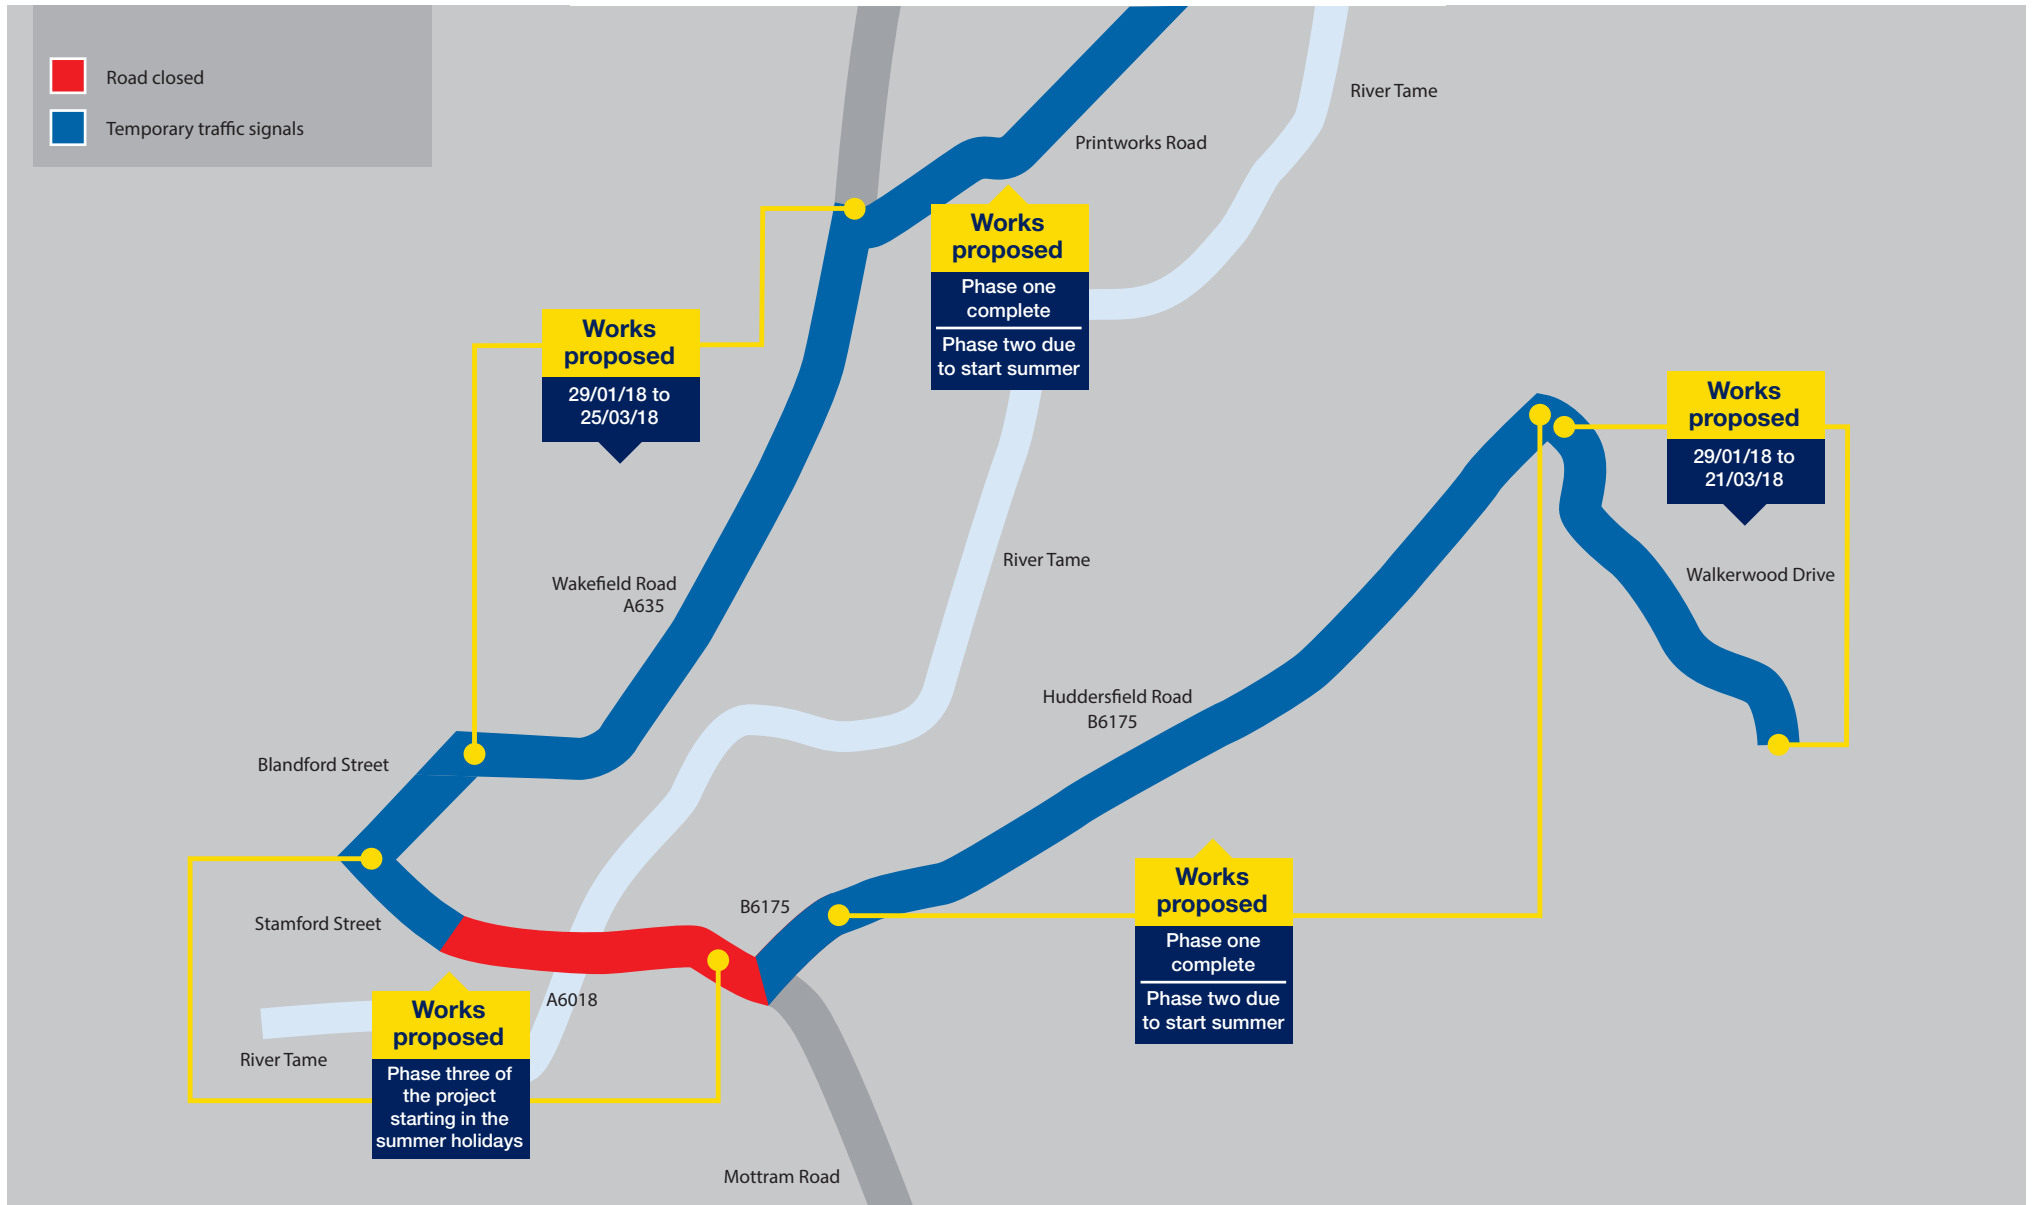 Road closed
Temporary traffic signals
River Tame
Printworks Road
Works
proposed
Phase one
complete
Phase two due
to start summer
Works
proposed
29/01/18 to
25/03/18
Works
proposed
29/01/18 to
21/03/18
River Tame
Wakefield Road
A635
Walkerwood Drive
Huddersfield Road
B6175
Blandford Street
Stamford Street
B6175
Works
proposed
Phase one
complete
Phase two due
to start summer
A6018
River Tame
Works
proposed
Phase three of
the project
starting in the
summer holidays
Mottram Road